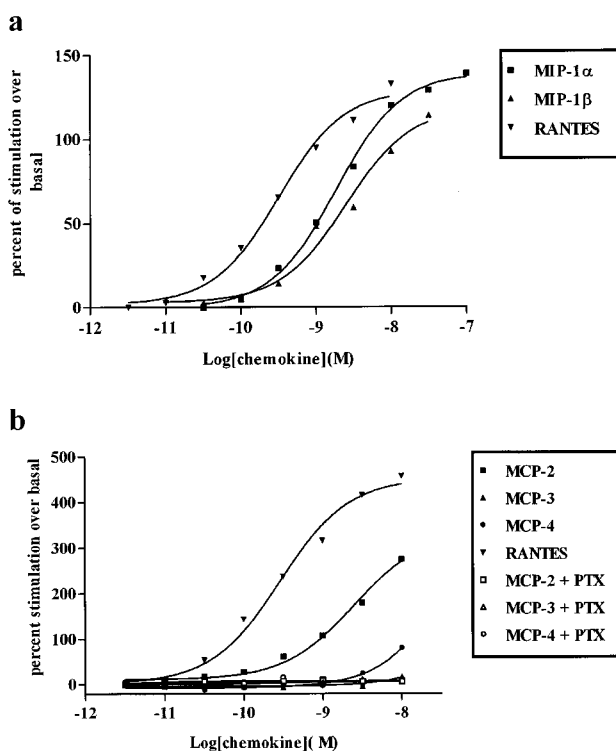 a
150
100
50
0
percent of stimulation over
basal
-12
-11
-10
-9
-8
-7
Log[chemokine](M)
MIP-1α
MIP-1β
RANTES
b
500
400
300
200
100
0
percent stimulation over basal
-12
-11
-10
-9
-8
Log[chemokine]( M)
MCP-2
MCP-3
MCP-4
RANTES
MCP-2 + PTX
MCP-3 + PTX
MCP-4 + PTX